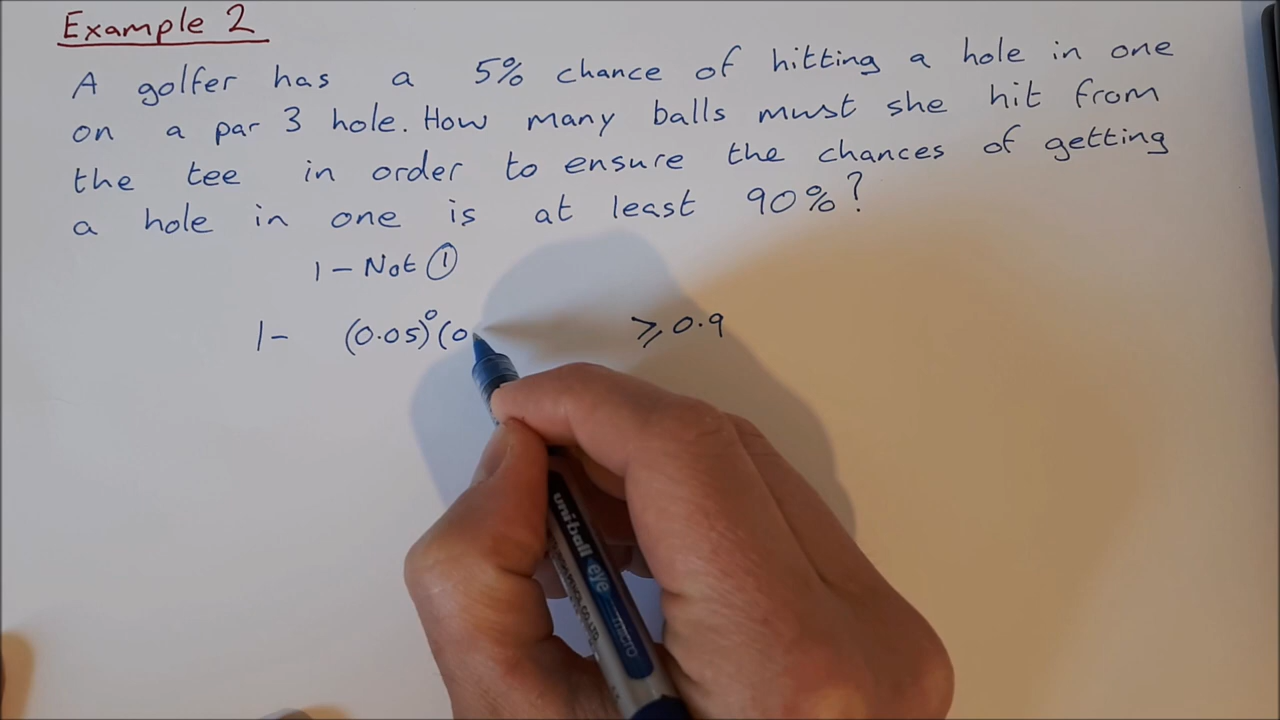 Example 2
A golfer has a 5% chance of hitting a hole in one
on a par 3 hole. How many balls must she hit from
the tee in order to ensure the chances of getting
a hole in one is at least 90%?
1 - Not ①
1 - (0.05)⁰(0. ⩾ 0.9
uniball eye
micro